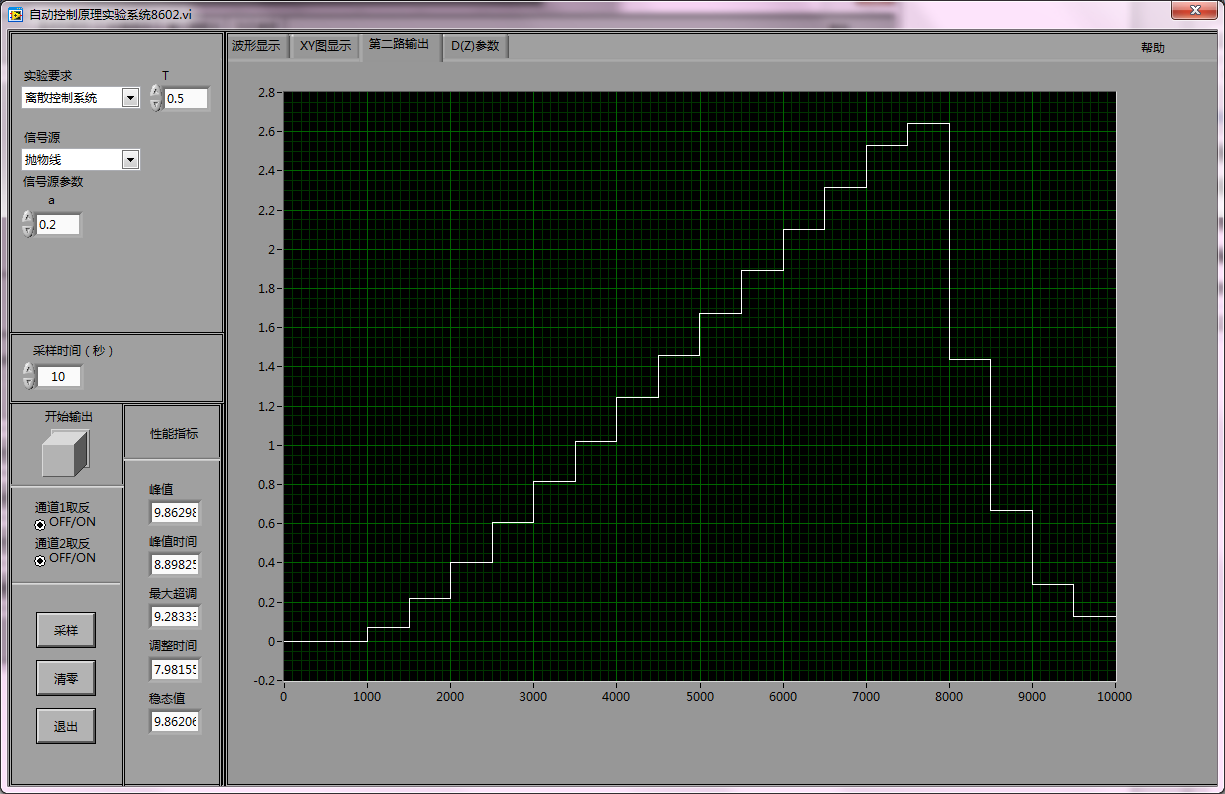 自动控制原理实验系统8602.vi
波形显示 XY图显示 第二路输出 D(Z)参数
帮助
实验要求 T
离散控制系统 0.5
信号源
抛物线
信号源参数
a
0.2
采样时间(秒)
10
开始输出
性能指标
通道1取反
OFF/ON
通道2取反
OFF/ON
采样
清零
退出
峰值
9.86298
峰值时间
8.89825
最大超调
9.28333
调整时间
7.98155
稳态值
9.86206
2.8
2.6
2.4
2.2
2
1.8
1.6
1.4
1.2
1
0.8
0.6
0.4
0.2
0
-0.2
0 1000 2000 3000 4000 5000 6000 7000 8000 9000 10000